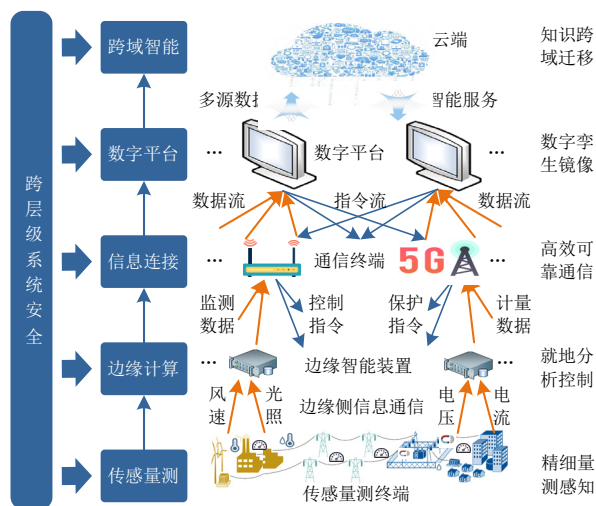 跨层级系统安全
跨域智能
云端
知识跨
域迁移
多源数据
智能服务
数字平台
…
数字平台
…
数字孪
生镜像
数据流
指令流
数据流
信息连接
…
通信终端
5G
…
高效可
靠通信
监测
数据
控制
指令
保护
指令
计量
数据
边缘计算
…
边缘智能装置
…
就地分
析控制
风速
光照
边缘侧信息通信
电压
电流
传感量测
传感量测终端
精细量
测感知